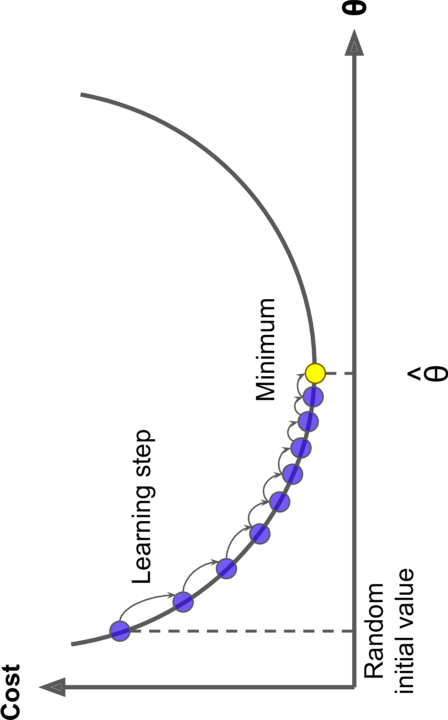 Cost
Learning step
Minimum
Random
initial value
θ̂
θ